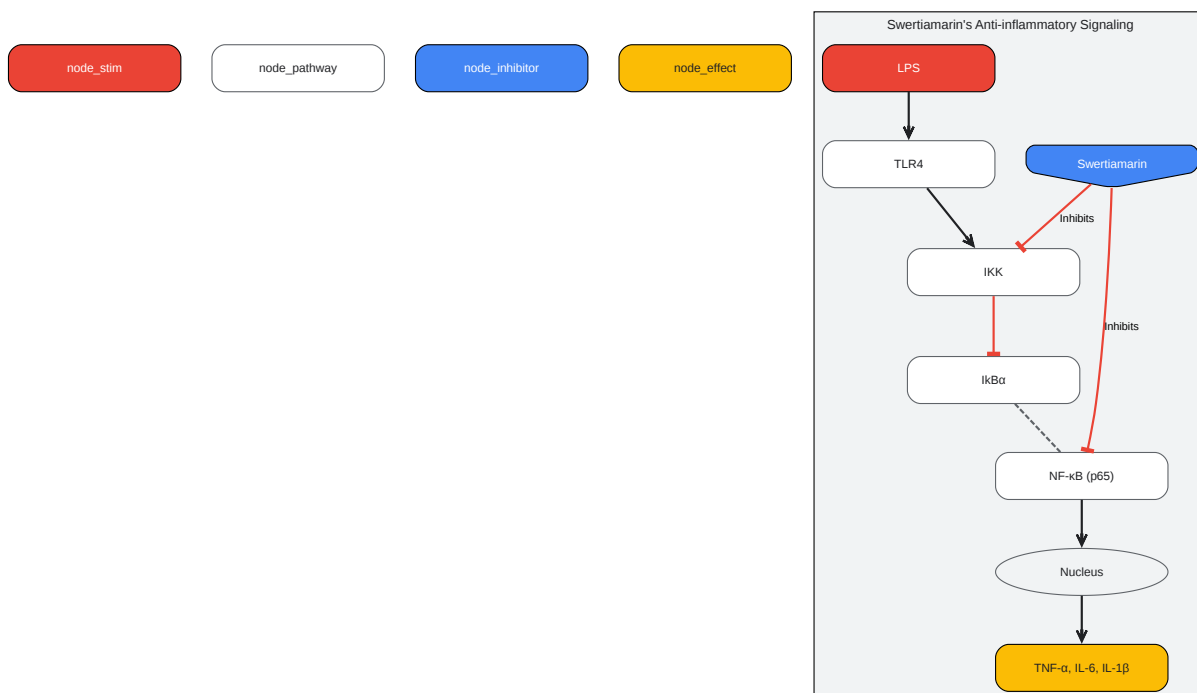 Swertiamarin's Anti-inflammatory Signaling
node_stim
node_pathway
node_inhibitor
node_effect
LPS
TLR4
Swertiamarin
Inhibits
IKK
Inhibits
IkBα
NF-κB (p65)
Nucleus
TNF-α, IL-6, IL-1β